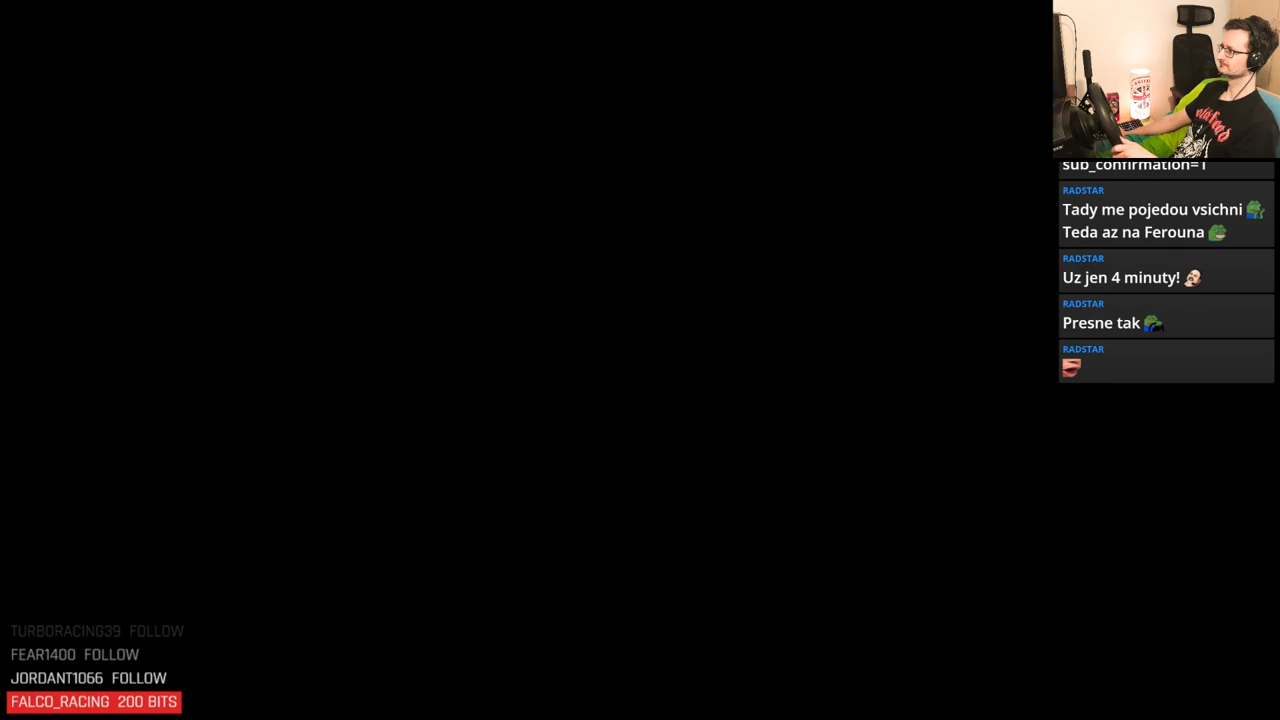 sub_confirmation=1
RADSTAR
Tady me pojedou vsichni
Teda az na Ferouna
RADSTAR
Uz jen 4 minuty!
RADSTAR
Presne tak
RADSTAR
TURBORACING39 FOLLOW
FEAR1400 FOLLOW
JORDANT1066 FOLLOW
FALCO_RACING 200 BITS